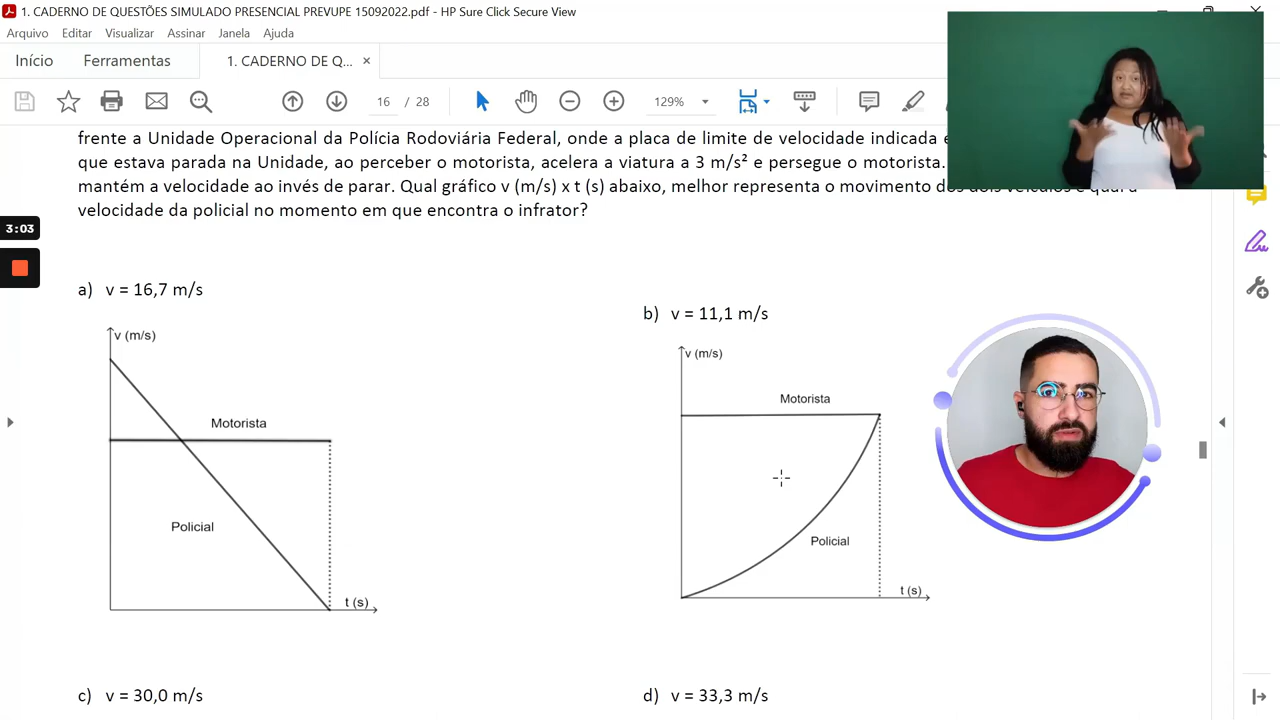 1. CADERNO DE QUESTÕES SIMULADO PRESENCIAL PREVUPE 15092022.pdf - HP Sure Click Secure View
Arquivo Editar Visualizar Assinar Janela Ajuda
Início Ferramentas 1. CADERNO DE Q... ×
16 / 28 129%
frente a Unidade Operacional da Polícia Rodoviária Federal, onde a placa de limite de velocidade indicada
que estava parada na Unidade, ao perceber o motorista, acelera a viatura a 3 m/s² e persegue o motorista.
mantém a velocidade ao invés de parar. Qual gráfico v (m/s) x t (s) abaixo, melhor representa o movimento dos dois veículos e qual a
velocidade da policial no momento em que encontra o infrator?
3:03
a) v = 16,7 m/s
v (m/s)
Motorista
Policial
t (s)
b) v = 11,1 m/s
v (m/s)
Motorista
Policial
t (s)
c) v = 30,0 m/s
d) v = 33,3 m/s